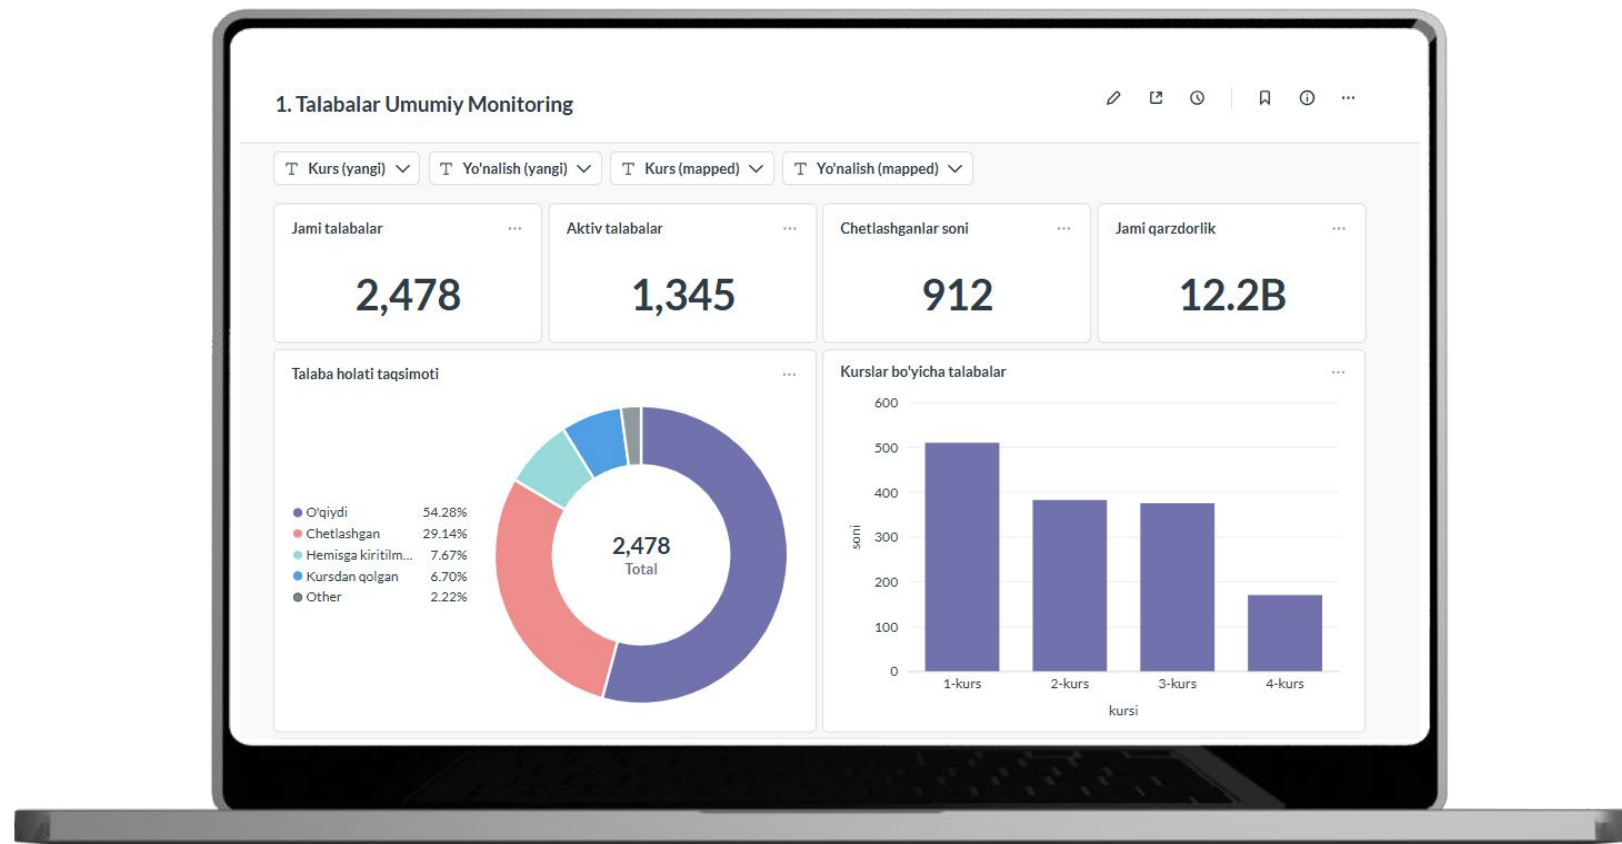 1. Talabalar Umumiy Monitoring
Kurs (yangi)
Yo'nalish (yangi)
Kurs (mapped)
Yo'nalish (mapped)
Jami talabalar
2,478
Aktiv talabalar
1,345
Chetlashganlar soni
912
Jami qarzdorlik
12.2B
Talaba holati taqsimoti
O'qiydi 54.28%
Chetlashgan 29.14%
Hemisga kiritilm... 7.67%
Kursdan qolgan 6.70%
Other 2.22%
2,478
Total
Kurslar bo'yicha talabalar
600
500
400
300
200
100
0
soni
1-kurs
2-kurs
3-kurs
4-kurs
kursi